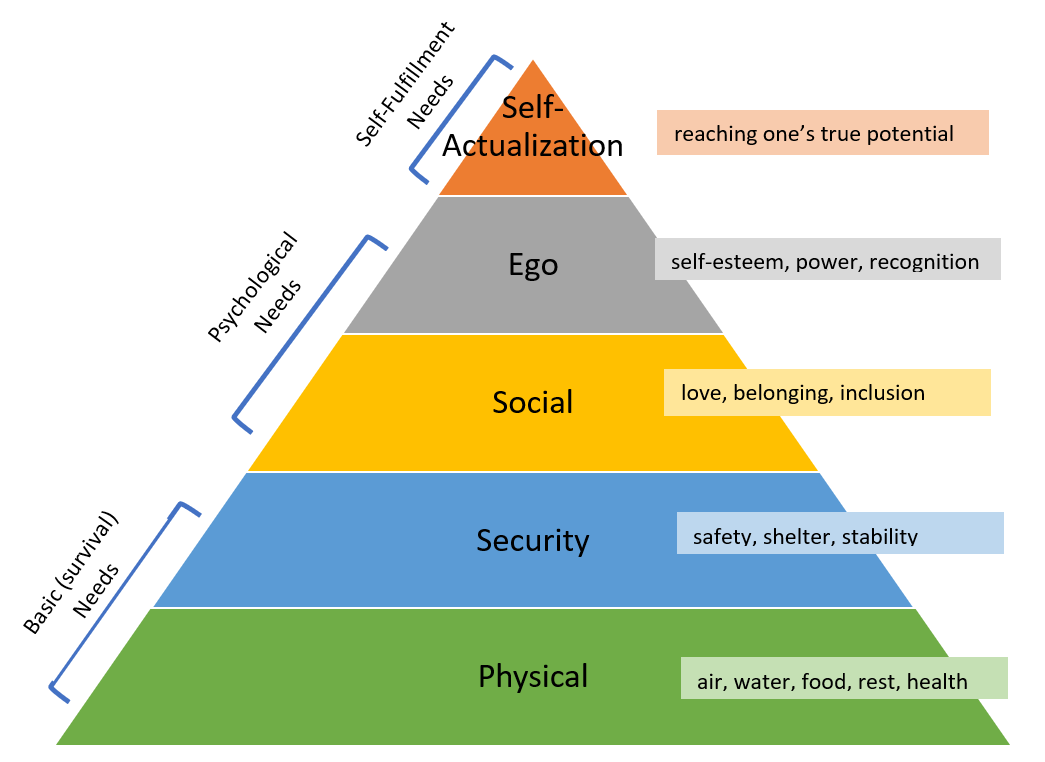 Self-Fulfillment
Needs
Self-
Actualization
reaching one’s true potential
Psychological
Needs
Ego
self-esteem, power, recognition
Social
love, belonging, inclusion
Basic (survival)
Needs
Security
safety, shelter, stability
Physical
air, water, food, rest, health